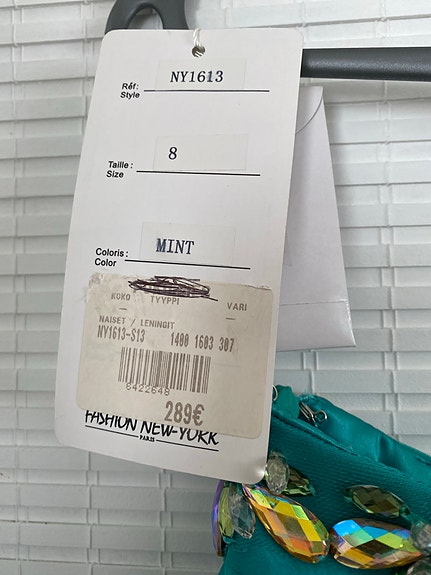 Réf: NY1613
Style
Taille: 8
Size
Coloris: MINT
Color
KOKO TYYPPI VARI
NAISET / LENINGIT
NY1613-S13 1400 1603 307
6422648
289€
FASHION NEW-YORK
PARIS